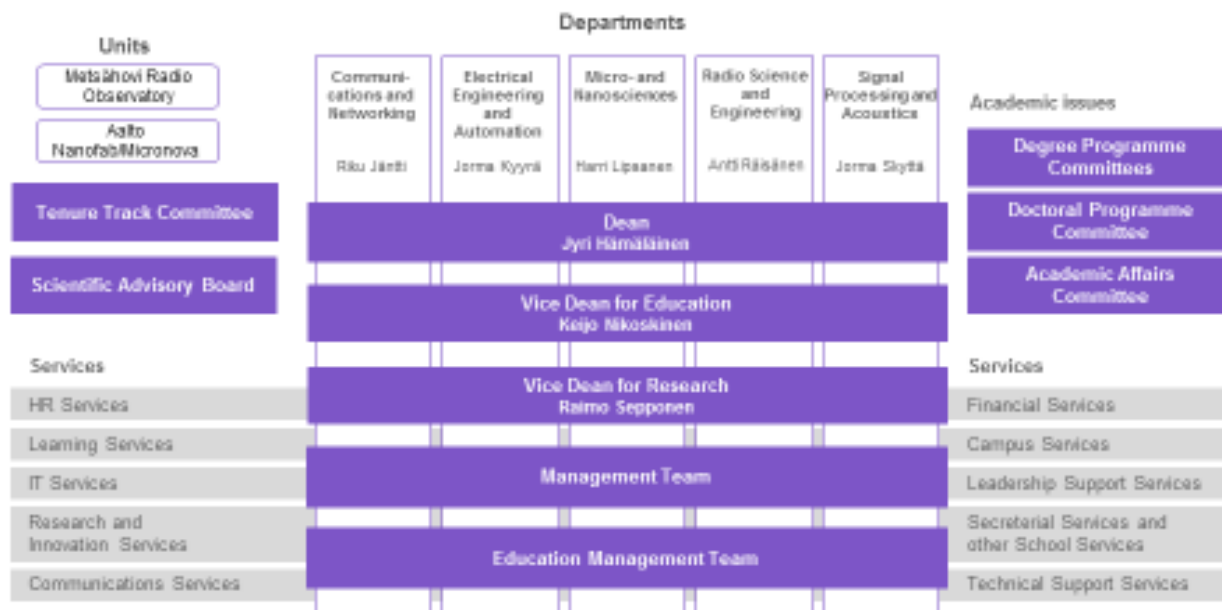 Departments
Units
Metsähovi Radio
Observatory
Aalto
Nanofab/Micronova
Communi-
cations and
Networking
Riku Jäntti
Electrical
Engineering
and
Automation
Jorma Kyyrä
Micro- and
Nanosciences
Harri Lipsanen
Radio Science
and
Engineering
Antti Räisänen
Signal
Processing and
Acoustics
Jorma Skyttä
Academic issues
Degree Programme
Committees
Doctoral Programme
Committee
Academic Affairs
Committee
Tenure Track Committee
Scientific Advisory Board
Dean
Jyri Hämäläinen
Vice Dean for Education
Keijo Nikoskinen
Vice Dean for Research
Raimo Sepponen
Management Team
Education Management Team
Services
HR Services
Learning Services
IT Services
Research and
Innovation Services
Communications Services
Services
Financial Services
Campus Services
Leadership Support Services
Secreterial Services and
other School Services
Technical Support Services